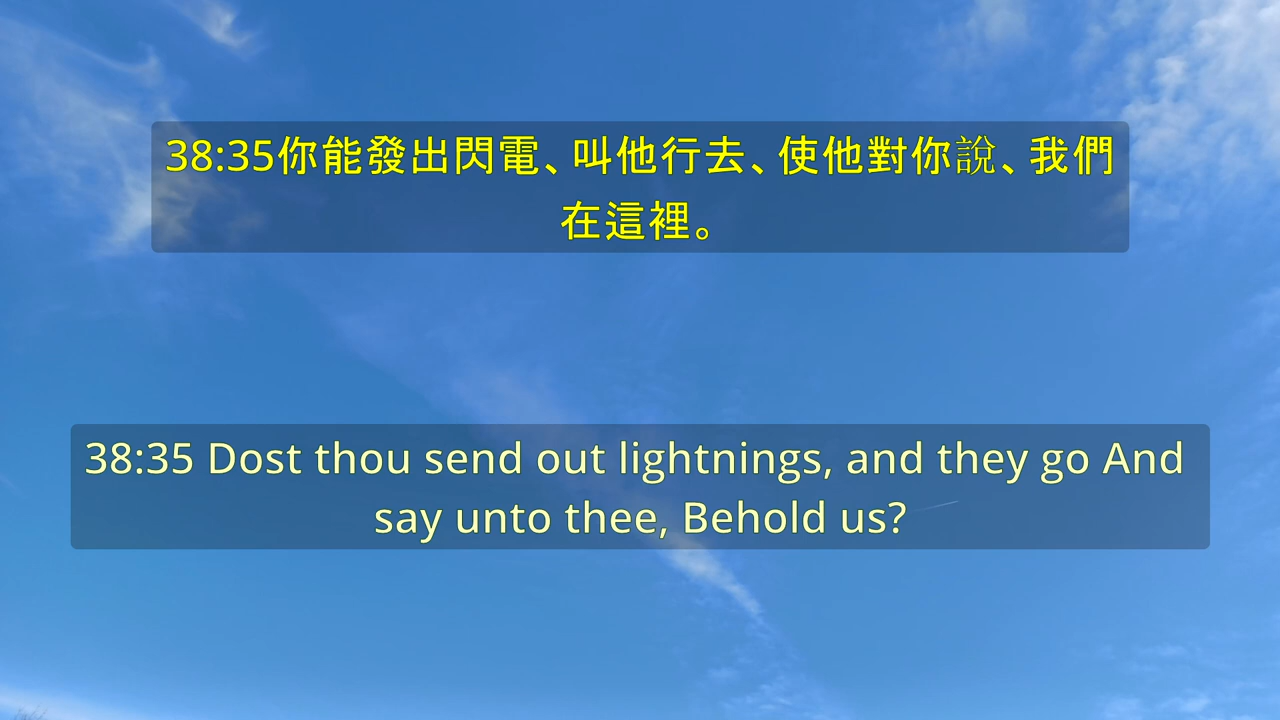 38:35你能發出閃電、叫他行去、使他對你說、我們
在這裡。
38:35 Dost thou send out lightnings, and they go And
say unto thee, Behold us?